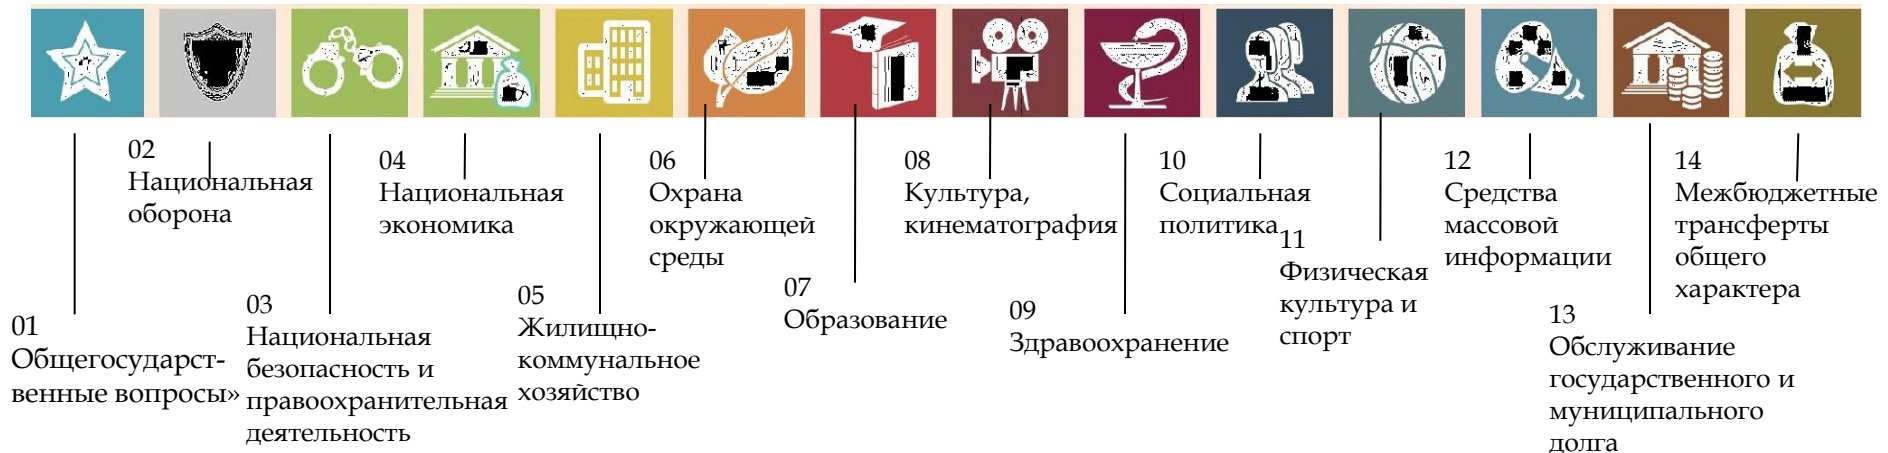 01
Общегосударст-
венные вопросы»
02
Национальная
оборона
03
Национальная
безопасность и
правоохранительная
деятельность
04
Национальная
экономика
05
Жилищно-
коммунальное
хозяйство
06
Охрана
окружающей
среды
07
Образование
08
Культура,
кинематография
09
Здравоохранение
10
Социальная
политика
11
Физическая
культура и
спорт
12
Средства
массовой
информации
13
Обслуживание
государственного и
муниципального
долга
14
Межбюджетные
трансферты
общего
характера